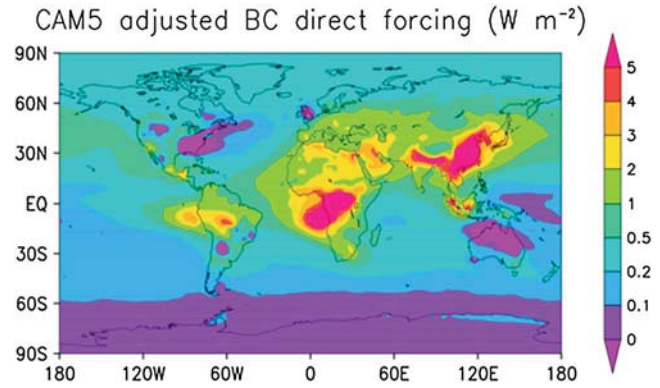 CAM5 adjusted BC direct forcing (W m⁻²)
90N
60N
30N
EQ
30S
60S
90S
180 120W 60W 0 60E 120E 180
5
4
3
2
1
0.5
0.2
0.1
0